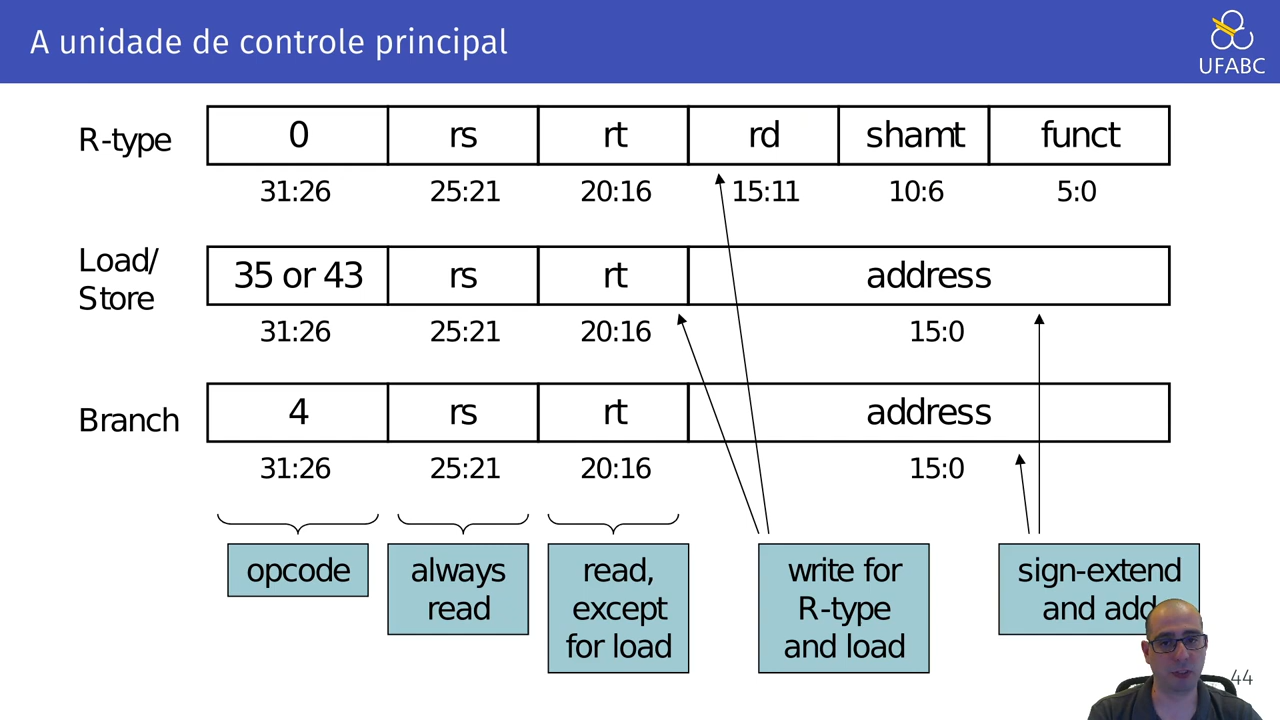 A unidade de controle principal
UFABC
R-type
0 rs rt rd shamt funct
31:26 25:21 20:16 15:11 10:6 5:0
Load/
Store
35 or 43 rs rt address
31:26 25:21 20:16 15:0
Branch
4 rs rt address
31:26 25:21 20:16 15:0
opcode
always
read
read,
except
for load
write for
R-type
and load
sign-extend
and add
44